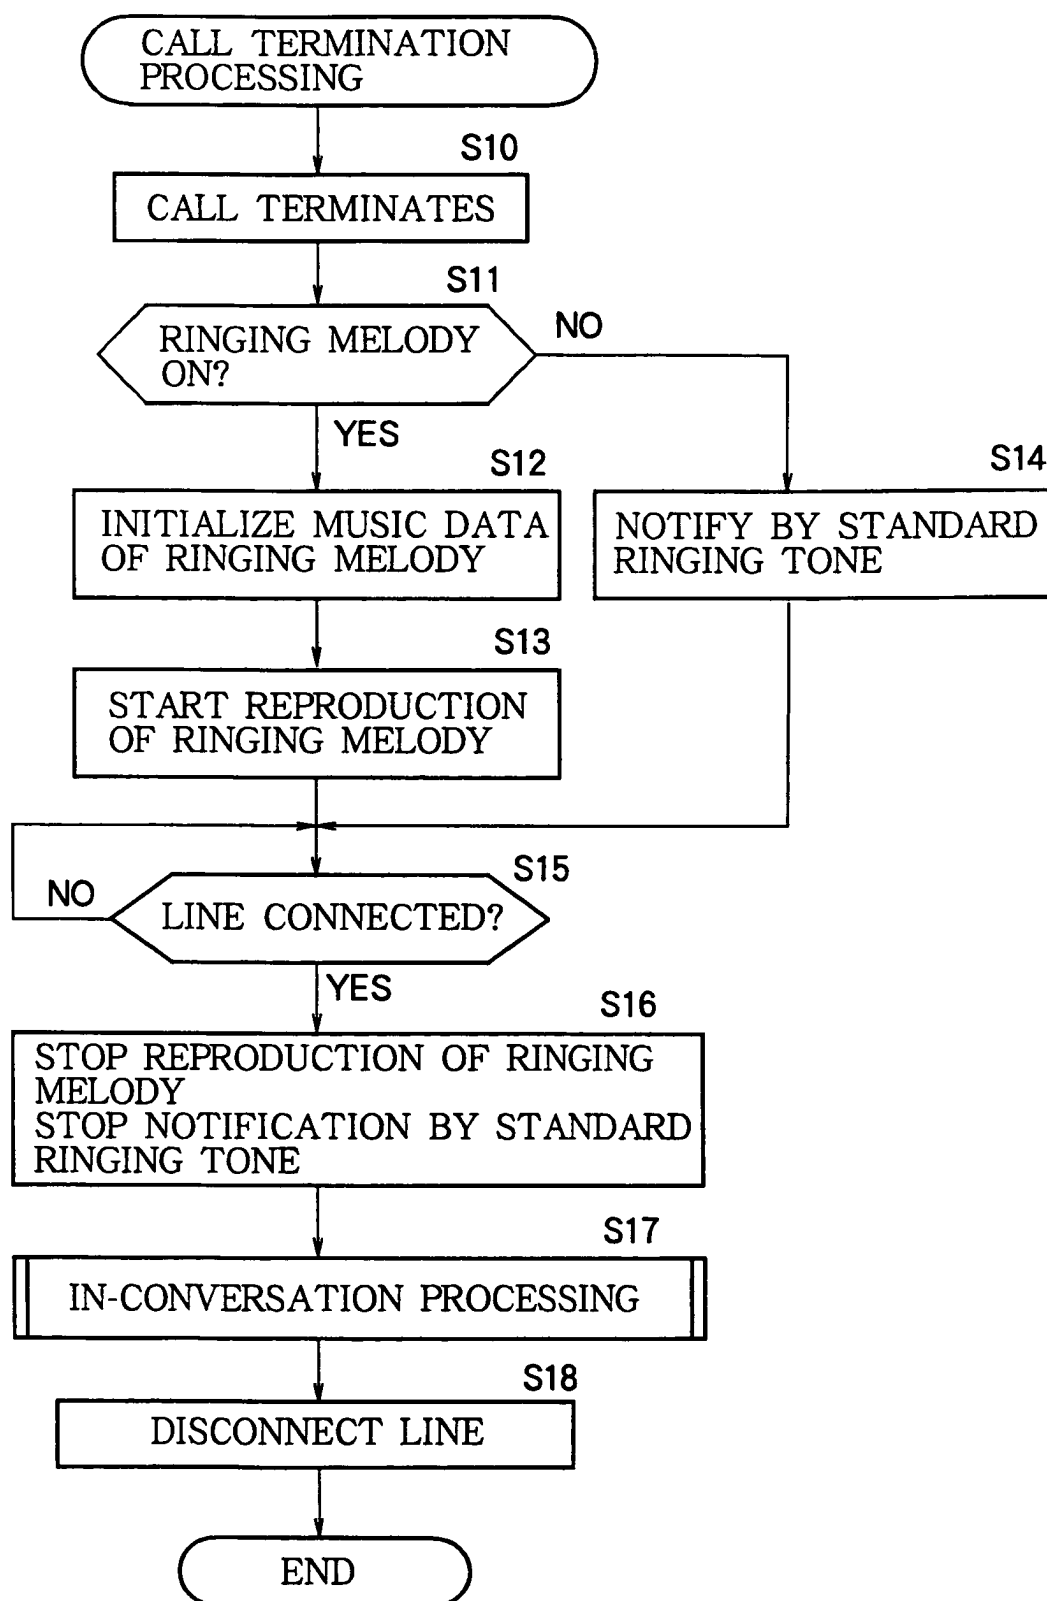 CALL TERMINATION
PROCESSING
S10
CALL TERMINATES
S11
RINGING MELODY
ON?
NO
YES
S12
INITIALIZE MUSIC DATA
OF RINGING MELODY
S14
NOTIFY BY STANDARD
RINGING TONE
S13
START REPRODUCTION
OF RINGING MELODY
S15
NO
LINE CONNECTED?
YES
S16
STOP REPRODUCTION OF RINGING
MELODY
STOP NOTIFICATION BY STANDARD
RINGING TONE
S17
IN-CONVERSATION PROCESSING
S18
DISCONNECT LINE
END